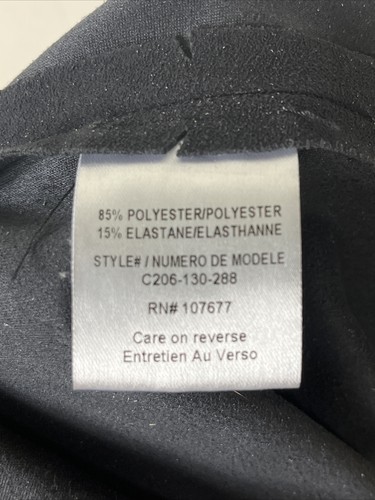 85% POLYESTER/POLYESTER
15% ELASTANE/ELASTHANNE
STYLE# / NUMERO DE MODELE
C206-130-288
RN# 107677
Care on reverse
Entretien Au Verso